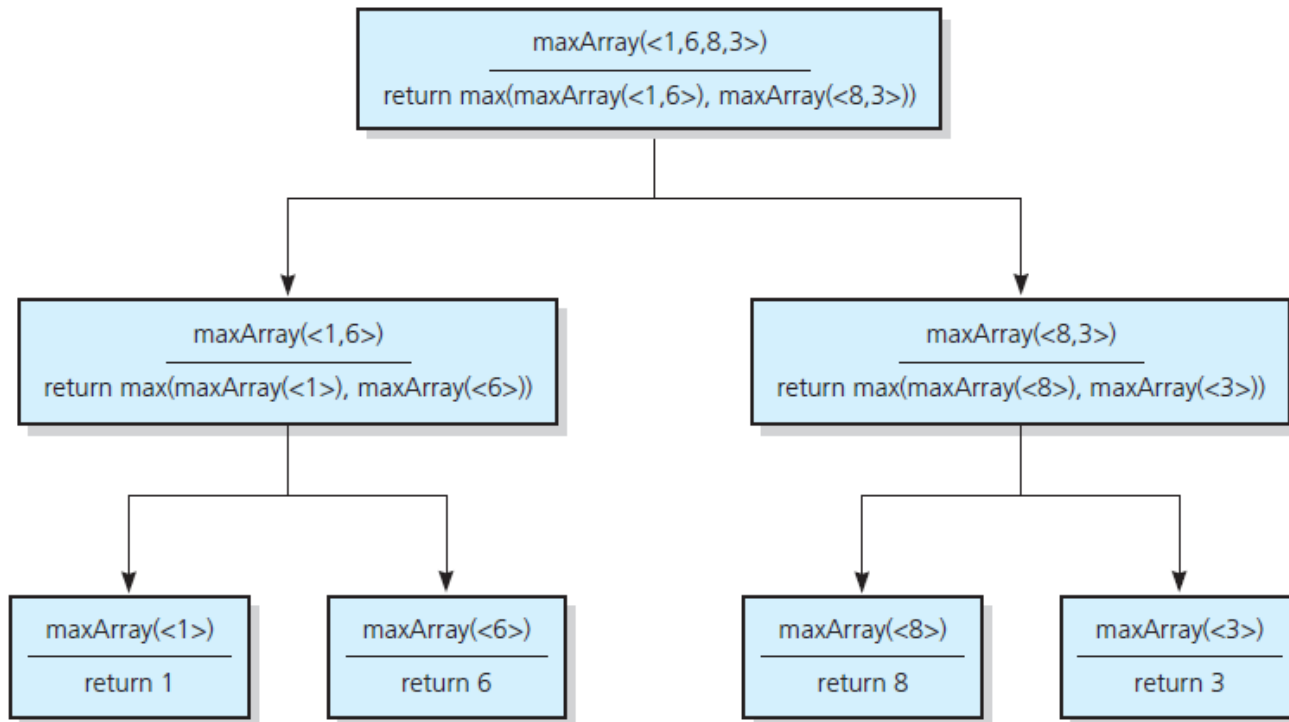 maxArray(<1,6,8,3>)
return max(maxArray(<1,6>), maxArray(<8,3>))
maxArray(<1,6>)
return max(maxArray(<1>), maxArray(<6>))
maxArray(<8,3>)
return max(maxArray(<8>), maxArray(<3>))
maxArray(<1>)
return 1
maxArray(<6>)
return 6
maxArray(<8>)
return 8
maxArray(<3>)
return 3